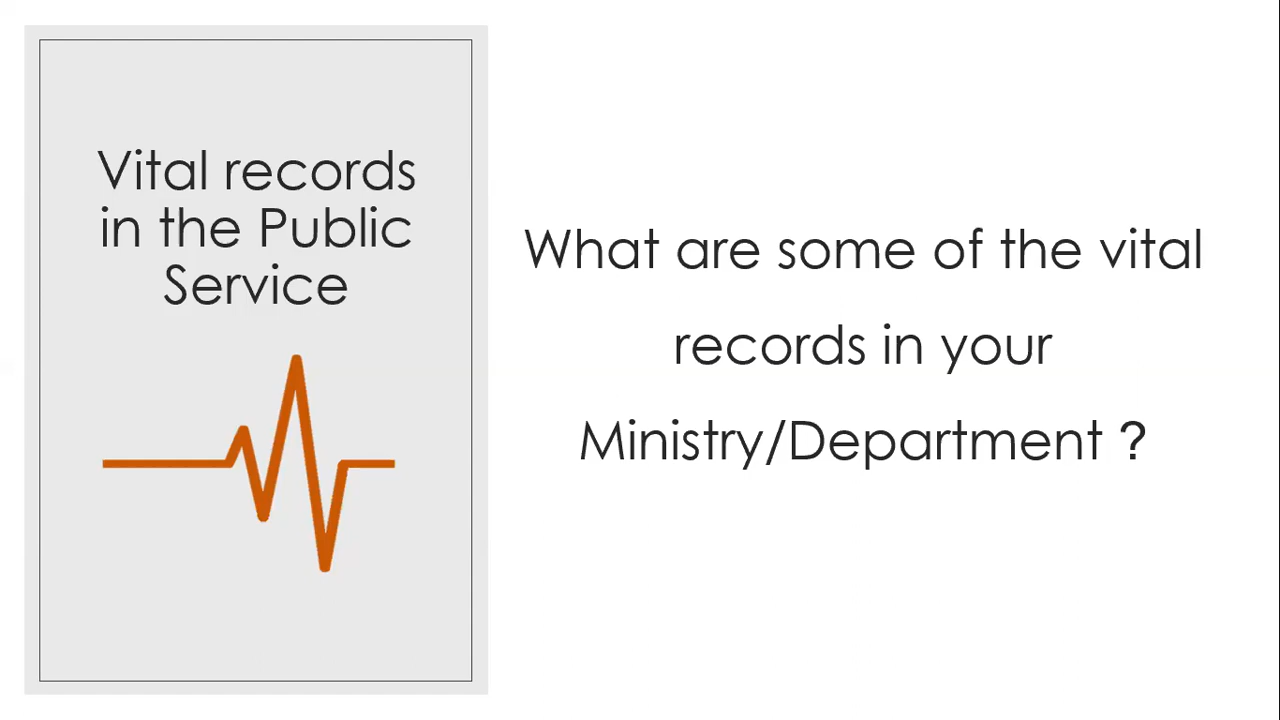 Vital records
in the Public
Service
What are some of the vital
records in your
Ministry/Department ?